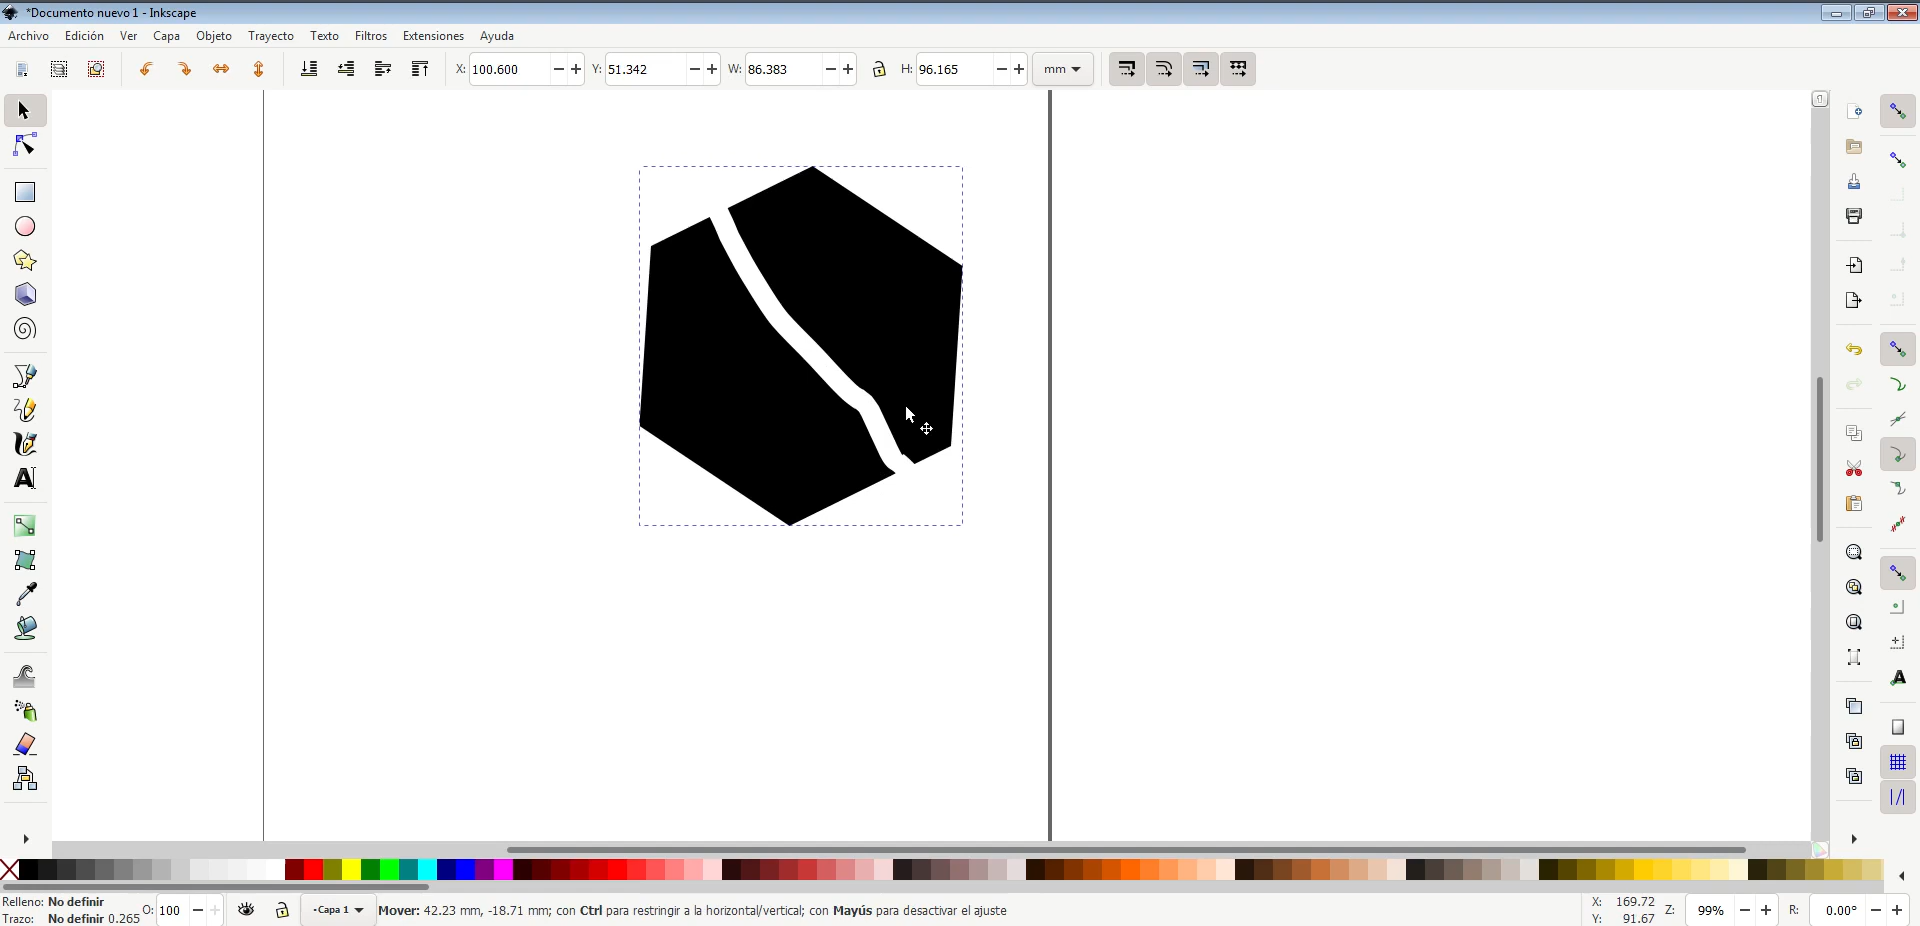 *Documento nuevo 1 - Inkscape
Archivo Edición Ver Capa Objeto Trayecto Texto Filtros Extensiones Ayuda
X: 100.600 Y: 51.342 W: 86.383 H: 96.165 mm
A
Relleno: No definir
Trazo: No definir 0.265
O: 100
•Capa 1
Mover: 42.23 mm, -18.71 mm; con Ctrl para restringir a la horizontal/vertical; con Mayús para desactivar el ajuste
X: 169.72
Y: 91.67
Z: 99%
R: 0.00°